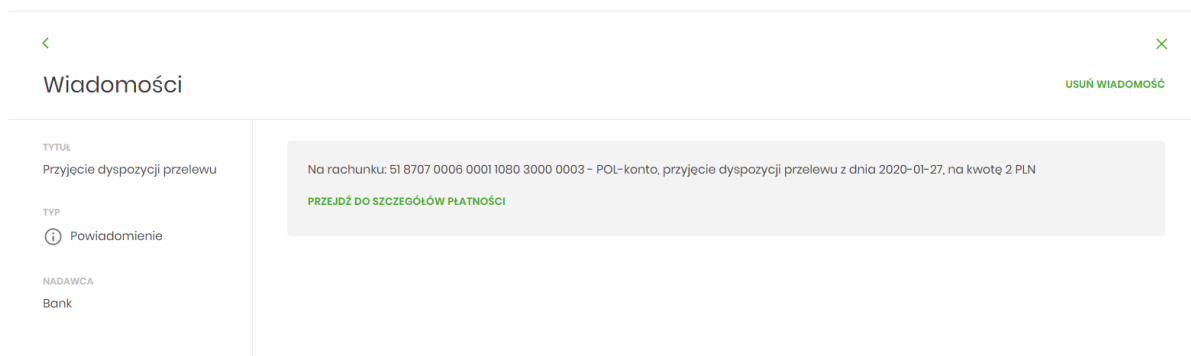 Wiadomości
USUŃ WIADOMOŚĆ
TYTUŁ
Przyjęcie dyspozycji przelewu
TYP
Powiadomienie
NADAWCA
Bank
Na rachunku: 51 8707 0006 0001 1080 3000 0003 - POL-konto, przyjęcie dyspozycji przelewu z dnia 2020-01-27, na kwotę 2 PLN
PRZEJDŹ DO SZCZEGÓŁÓW PŁATNOŚCI